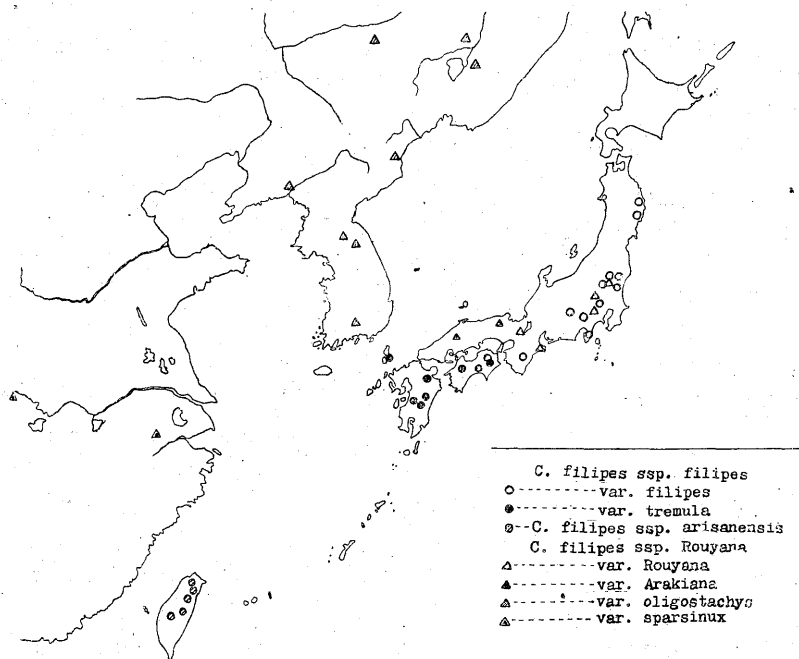 C. filipes ssp. filipes
o----------var. filipes
●----------var. tremula
⊘--C. filipes ssp. arisanensis
C. filipes ssp. Rouyana
△----------var. Rouyana
▲----------var. Arakiana
△----------var. oligostachys
△----------var. sparsinux